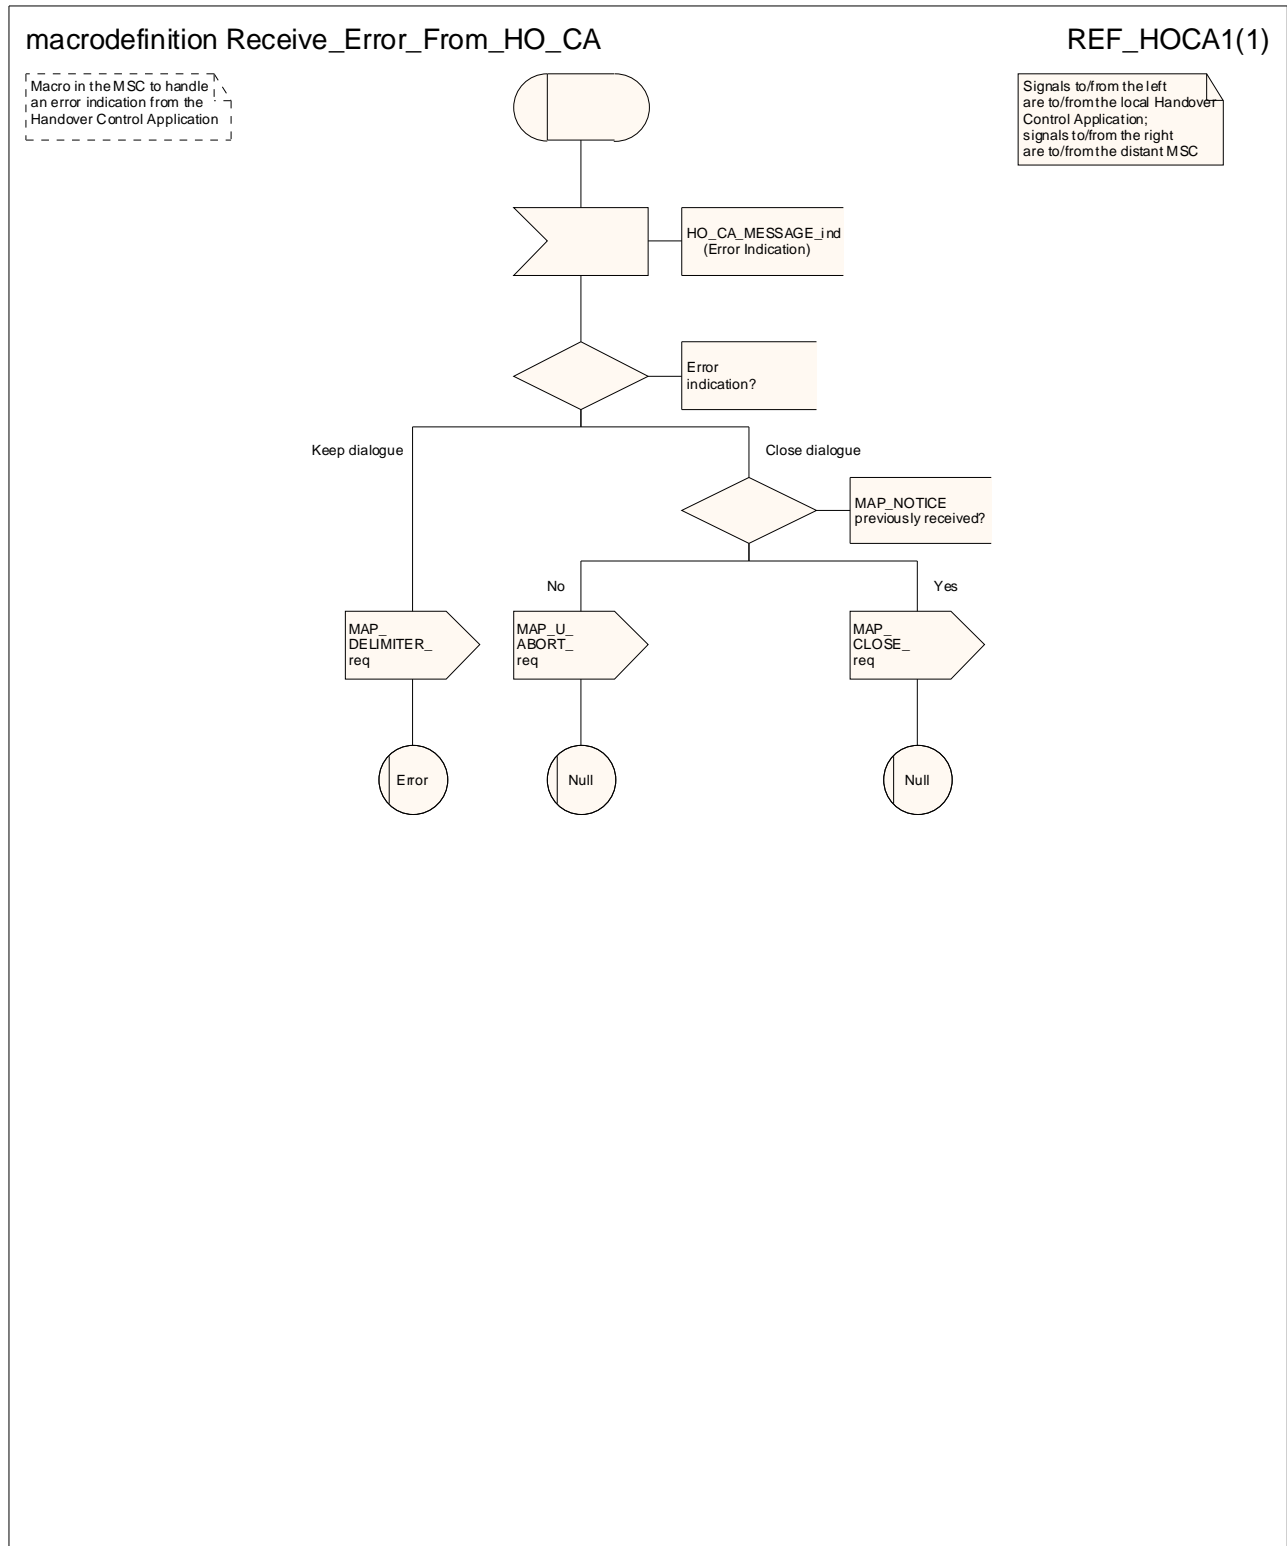 macrodefinition Receive_Error_From_HO_CA
REF_HOCA1(1)
Macro in the MSC to handle
an error indication from the
Handover Control Application
Signals to/from the left
are to/from the local Handover
Control Application;
signals to/from the right
are to/from the distant MSC
HO_CA_MESSAGE_ind
(Error Indication)
Error
indication?
Keep dialogue
Close dialogue
MAP_NOTICE
previously received?
No
Yes
MAP_
DELIMITER_
req
MAP_U_
ABORT_
req
MAP_
CLOSE_
req
Error
Null
Null